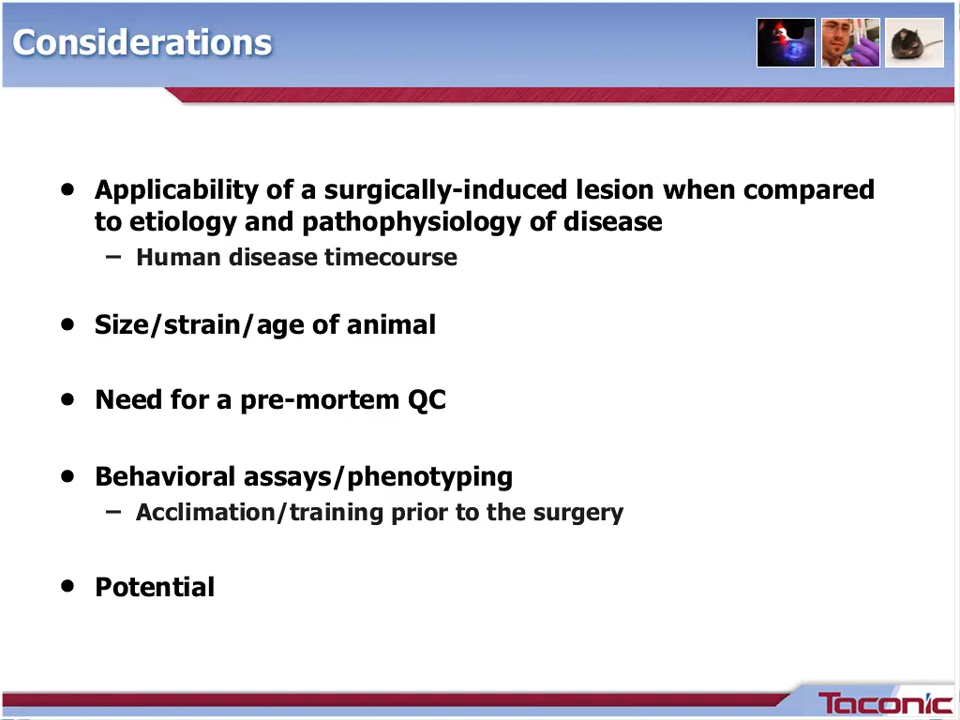 Considerations
• Applicability of a surgically-induced lesion when compared
to etiology and pathophysiology of disease
– Human disease timecourse
• Size/strain/age of animal
• Need for a pre-mortem QC
• Behavioral assays/phenotyping
– Acclimation/training prior to the surgery
• Potential
Taconic